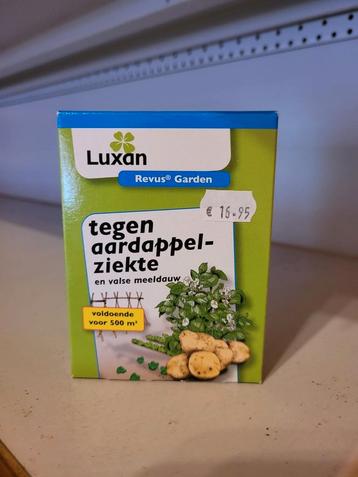 Luxan
Revus® Garden
€ 16.95
tegen
aardappel-
ziekte
en valse meeldauw
voldoende
voor 500 m²